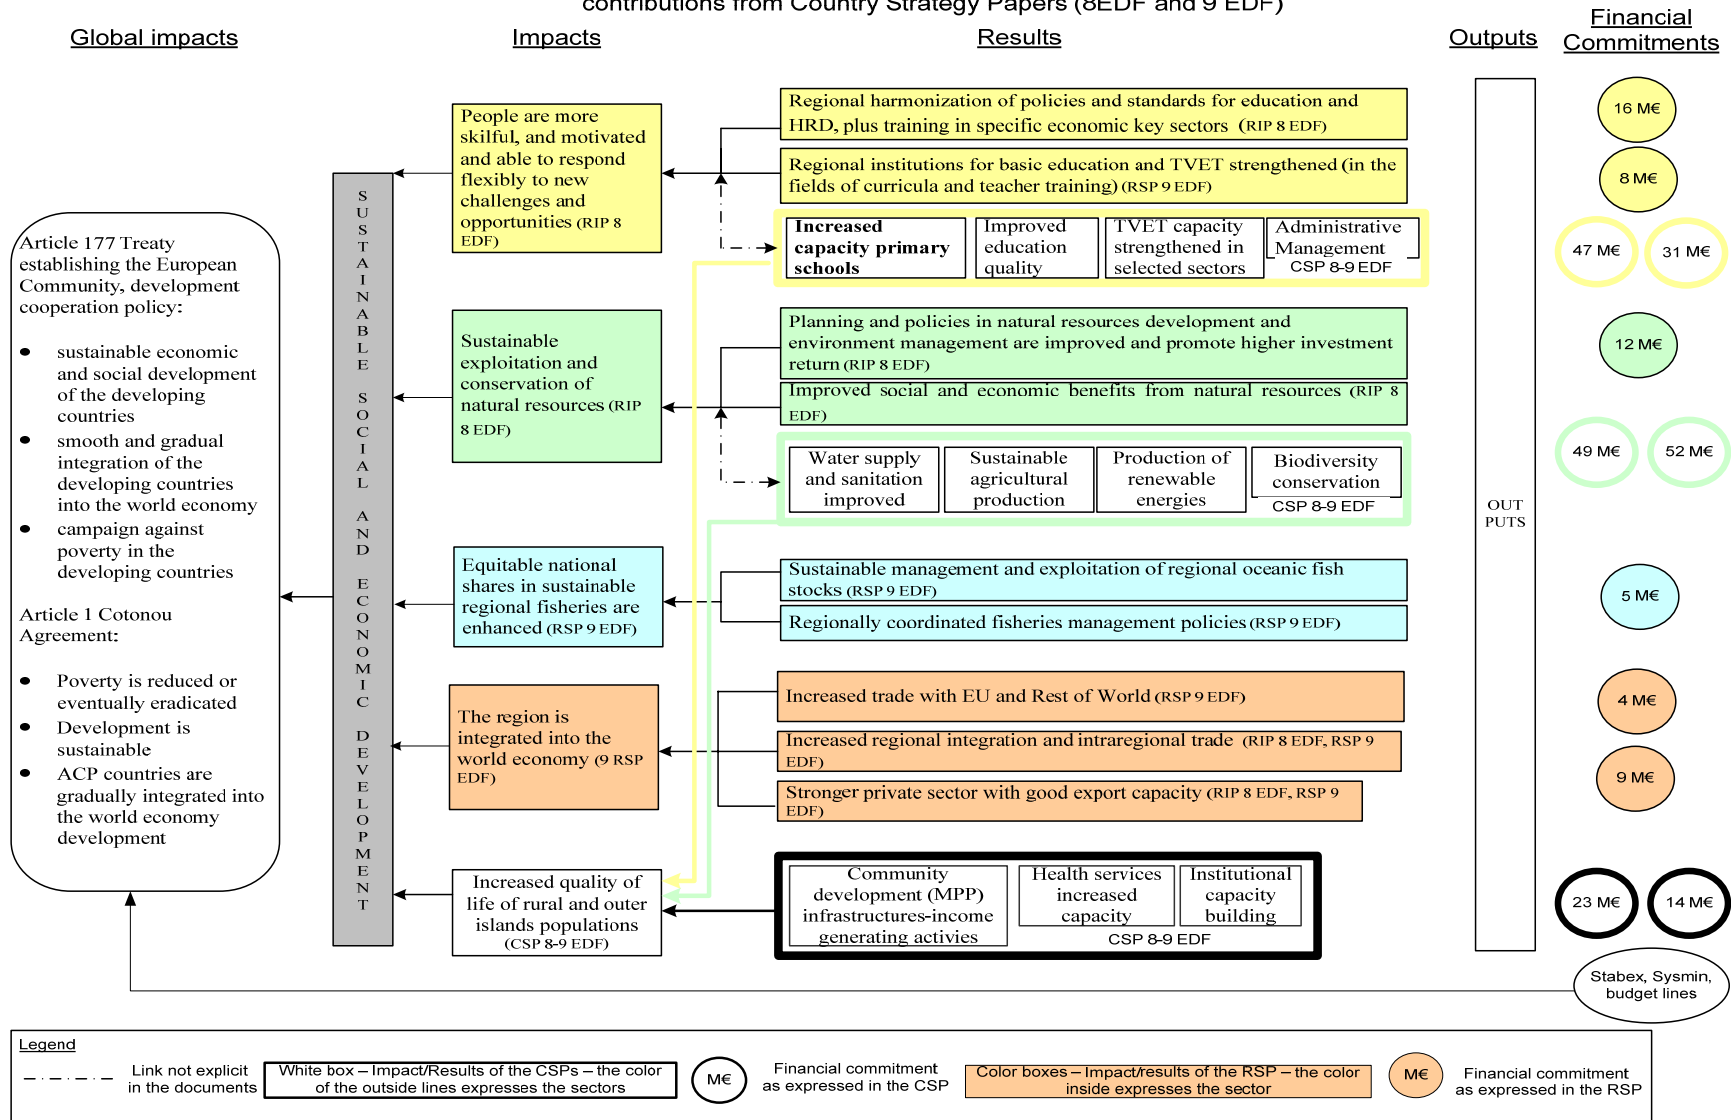 contributions from Country Strategy Papers (8EDF and 9 EDF)
Global impacts
Impacts
Results
Outputs
Financial
Commitments
Article 177 Treaty
establishing the European
Community, development
cooperation policy:
• sustainable economic
and social development
of the developing
countries
• smooth and gradual
integration of the
developing countries
into the world economy
• campaign against
poverty in the
developing countries
Article 1 Cotonou
Agreement:
• Poverty is reduced or
eventually eradicated
• Development is
sustainable
• ACP countries are
gradually integrated into
the world economy
development
SUSTAINABLE SOCIAL AND ECONOMIC DEVELOPMENT
People are more
skilful, and motivated
and able to respond
flexibly to new
challenges and
opportunities (RIP 8
EDF)
Regional harmonization of policies and standards for education and
HRD, plus training in specific economic key sectors (RIP 8 EDF)
16 M€
Regional institutions for basic education and TVET strengthened (in the
fields of curricula and teacher training) (RSP 9 EDF)
8 M€
Increased
capacity primary
schools
Improved
education
quality
TVET capacity
strengthened in
selected sectors
Administrative
Management
CSP 8-9 EDF
47 M€
31 M€
Sustainable
exploitation and
conservation of
natural resources (RIP
8 EDF)
Planning and policies in natural resources development and
environment management are improved and promote higher investment
return (RIP 8 EDF)
12 M€
Improved social and economic benefits from natural resources (RIP 8
EDF)
Water supply
and sanitation
improved
Sustainable
agricultural
production
Production of
renewable
energies
Biodiversity
conservation
CSP 8-9 EDF
49 M€
52 M€
OUT
PUTS
Equitable national
shares in sustainable
regional fisheries are
enhanced (RSP 9 EDF)
Sustainable management and exploitation of regional oceanic fish
stocks (RSP 9 EDF)
Regionally coordinated fisheries management policies (RSP 9 EDF)
5 M€
The region is
integrated into the
world economy (9 RSP
EDF)
Increased trade with EU and Rest of World (RSP 9 EDF)
4 M€
Increased regional integration and intraregional trade (RIP 8 EDF, RSP 9
EDF)
Stronger private sector with good export capacity (RIP 8 EDF, RSP 9
EDF)
9 M€
Increased quality of
life of rural and outer
islands populations
(CSP 8-9 EDF)
Community
development (MPP)
infrastructures-income
generating activies
Health services
increased
capacity
Institutional
capacity
building
CSP 8-9 EDF
23 M€
14 M€
Stabex, Sysmin,
budget lines
Legend
Link not explicit
in the documents
White box – Impact/Results of the CSPs – the color
of the outside lines expresses the sectors
M€
Financial commitment
as expressed in the CSP
Color boxes – Impact/results of the RSP – the color
inside expresses the sector
M€
Financial commitment
as expressed in the RSP